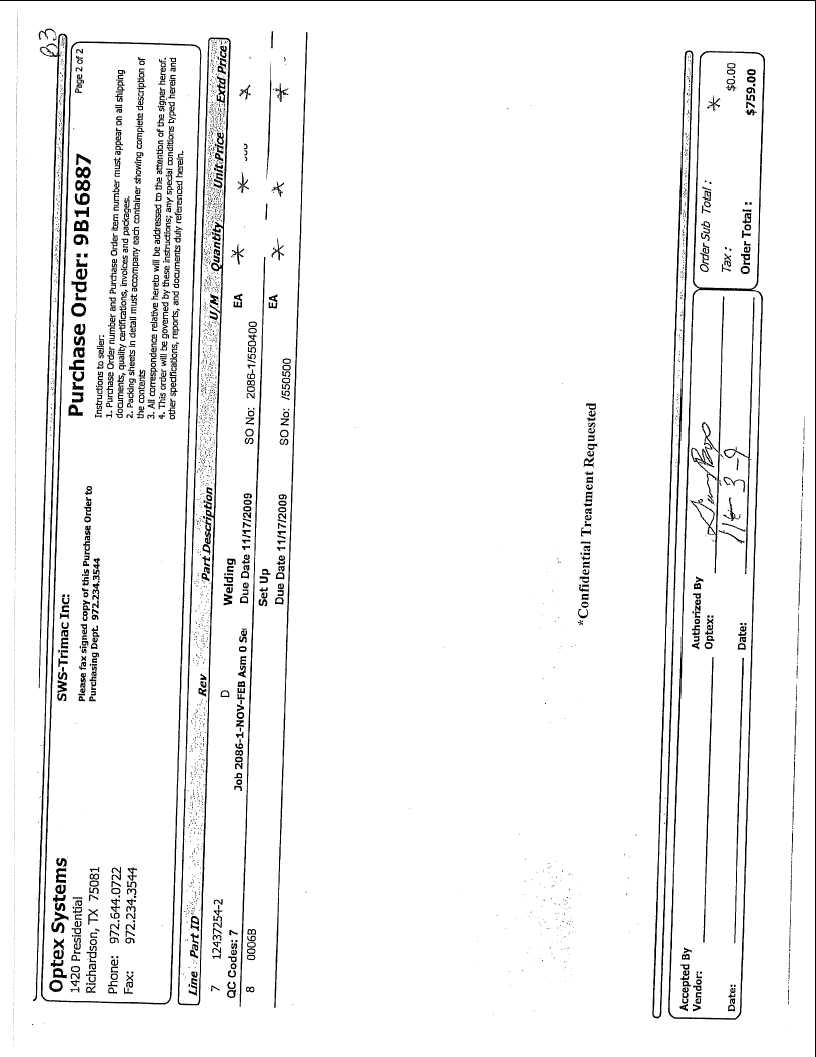 B3
Optex Systems
1420 Presidential
Richardson, TX 75081
Phone: 972.644.0722
Fax: 972.234.3544
SWS-Trimac Inc:
Please fax signed copy of this Purchase Order to
Purchasing Dept. 972.234.3544
Purchase Order: 9B16887
Page 2 of 2
Instructions to seller:
1. Purchase Order number and Purchase Order item number must appear on all shipping
documents, quality certifications, invoices and packages.
2. Packing sheets in detail must accompany each container showing complete description of
the contents
3. All correspondence relative hereto will be addressed to the attention of the signer hereof.
4. This order will be governed by these instructions; any special conditions typed herein and
other specifications, reports, and documents duly referenced herein.
Line Part ID Rev Part Description U/M Quantity Unit Price Extd Price
7 12437254-2 D Welding EA * * *
QC Codes: 7 Job 2086-1-NOV-FEB Asm 0 Se Due Date 11/17/2009 SO No: 2086-1/550400
8 0006B Set Up EA * * *
Due Date 11/17/2009 SO No: /550500
*Confidential Treatment Requested
Accepted By
Vendor:
Date:
Authorized By
Optex:
Date:
Order Sub Total: *
Tax: $0.00
Order Total: $759.00